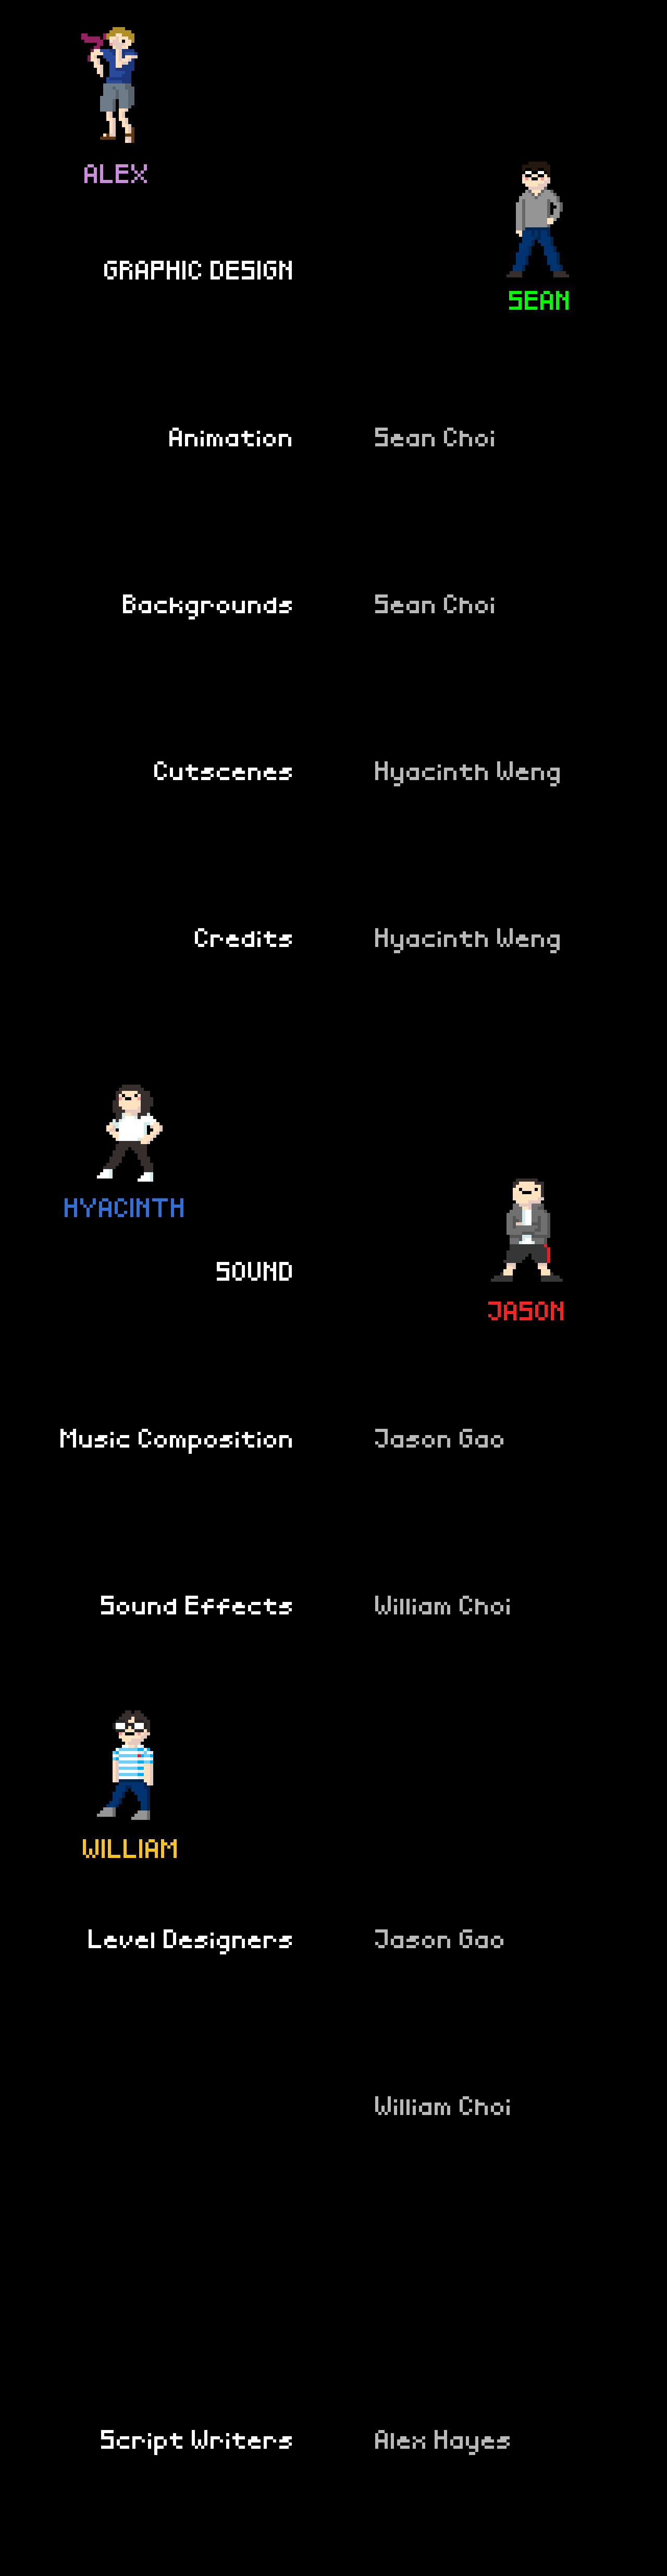 ALEX
SEAN
GRAPHIC DESIGN
Animation Sean Choi
Backgrounds Sean Choi
Cutscenes Hyacinth Weng
Credits Hyacinth Weng
HYACINTH
SOUND
JASON
Music Composition Jason Gao
Sound Effects William Choi
WILLIAM
Level Designers Jason Gao
William Choi
Script Writers Alex Hayes